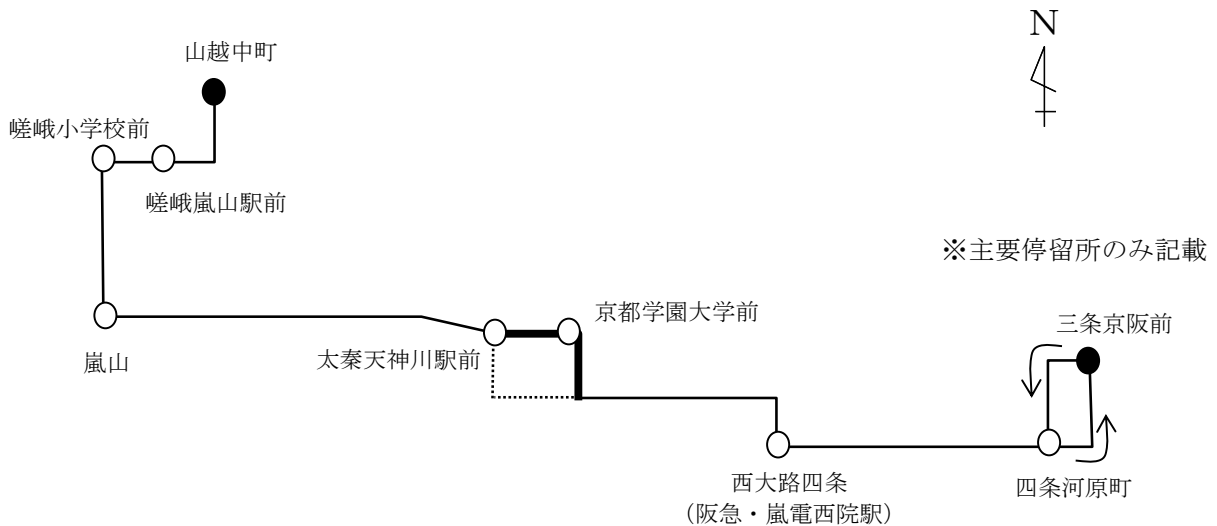 N
山越中町
嵯峨小学校前
嵯峨嵐山駅前
※主要停留所のみ記載
京都学園大学前
三条京阪前
嵐山
太秦天神川駅前
西大路四条
（阪急・嵐電西院駅）
四条河原町